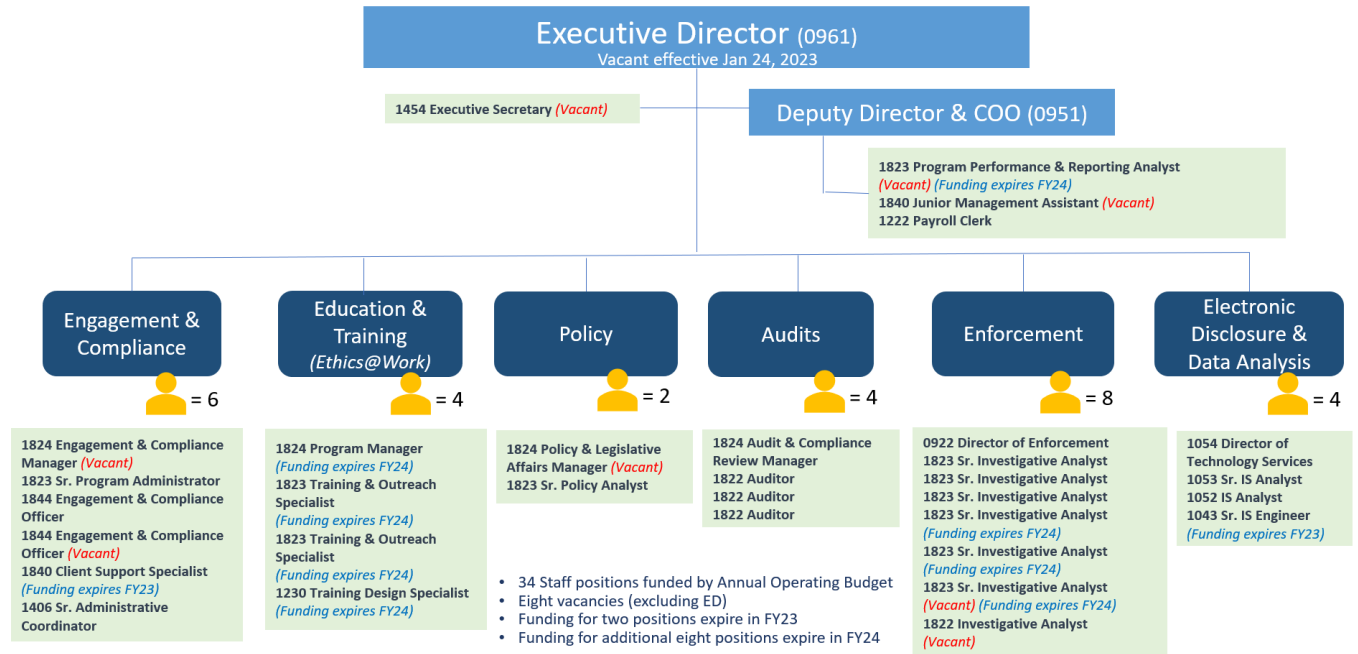 Executive Director (0961)
Vacant effective Jan 24, 2023
1454 Executive Secretary (Vacant)
Deputy Director & COO (0951)
1823 Program Performance & Reporting Analyst
(Vacant) (Funding expires FY24)
1840 Junior Management Assistant (Vacant)
1222 Payroll Clerk
Engagement &
Compliance
= 6
1824 Engagement & Compliance
Manager (Vacant)
1823 Sr. Program Administrator
1844 Engagement & Compliance
Officer
1844 Engagement & Compliance
Officer (Vacant)
1840 Client Support Specialist
(Funding expires FY23)
1406 Sr. Administrative
Coordinator
Education &
Training
(Ethics@Work)
= 4
1824 Program Manager
(Funding expires FY24)
1823 Training & Outreach
Specialist
(Funding expires FY24)
1823 Training & Outreach
Specialist
(Funding expires FY24)
1230 Training Design Specialist
(Funding expires FY24)
Policy
= 2
1824 Policy & Legislative
Affairs Manager (Vacant)
1823 Sr. Policy Analyst
Audits
= 4
1824 Audit & Compliance
Review Manager
1822 Auditor
1822 Auditor
1822 Auditor
Enforcement
= 8
0922 Director of Enforcement
1823 Sr. Investigative Analyst
1823 Sr. Investigative Analyst
1823 Sr. Investigative Analyst
1823 Sr. Investigative Analyst
(Funding expires FY24)
1823 Sr. Investigative Analyst
(Funding expires FY24)
1823 Sr. Investigative Analyst
(Vacant) (Funding expires FY24)
1822 Investigative Analyst
(Vacant)
Electronic
Disclosure &
Data Analysis
= 4
1054 Director of
Technology Services
1053 Sr. IS Analyst
1052 IS Analyst
1043 Sr. IS Engineer
(Funding expires FY23)
• 34 Staff positions funded by Annual Operating Budget
• Eight vacancies (excluding ED)
• Funding for two positions expire in FY23
• Funding for additional eight positions expire in FY24